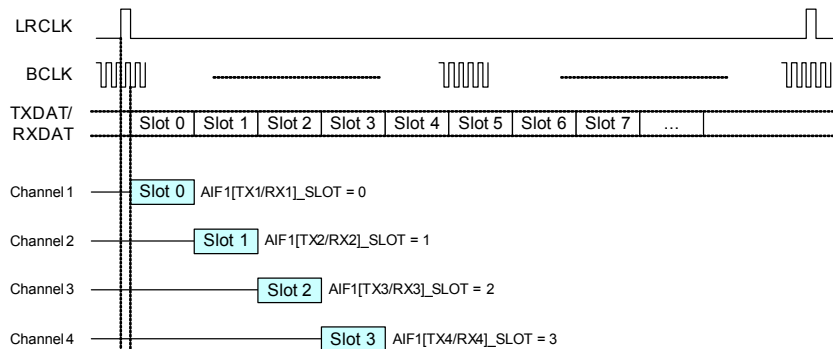 LRCLK
BCLK
TXDAT/
RXDAT
Slot 0 Slot 1 Slot 2 Slot 3 Slot 4 Slot 5 Slot 6 Slot 7 ...
Channel 1 Slot 0 AIF1[TX1/RX1]_SLOT = 0
Channel 2 Slot 1 AIF1[TX2/RX2]_SLOT = 1
Channel 3 Slot 2 AIF1[TX3/RX3]_SLOT = 2
Channel 4 Slot 3 AIF1[TX4/RX4]_SLOT = 3